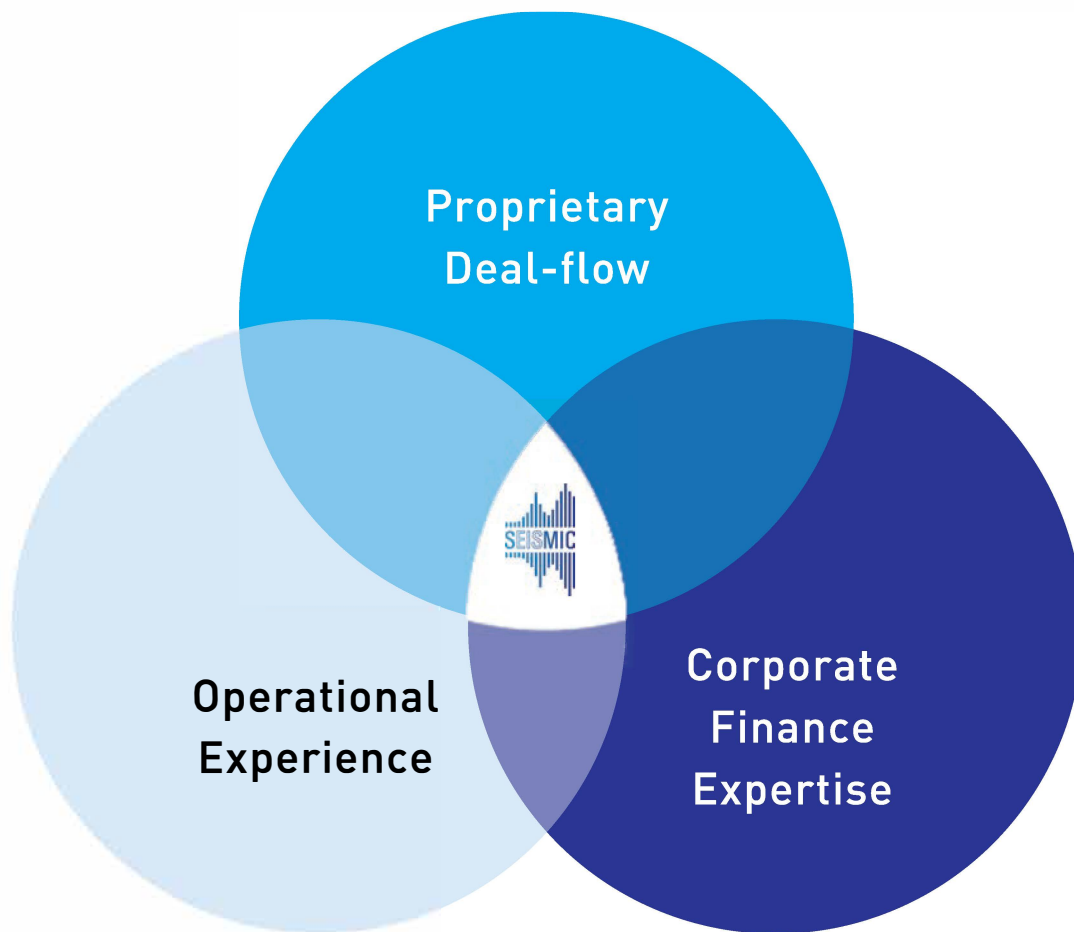 Proprietary
Deal-flow
SEISMIC
Operational
Experience
Corporate
Finance
Expertise